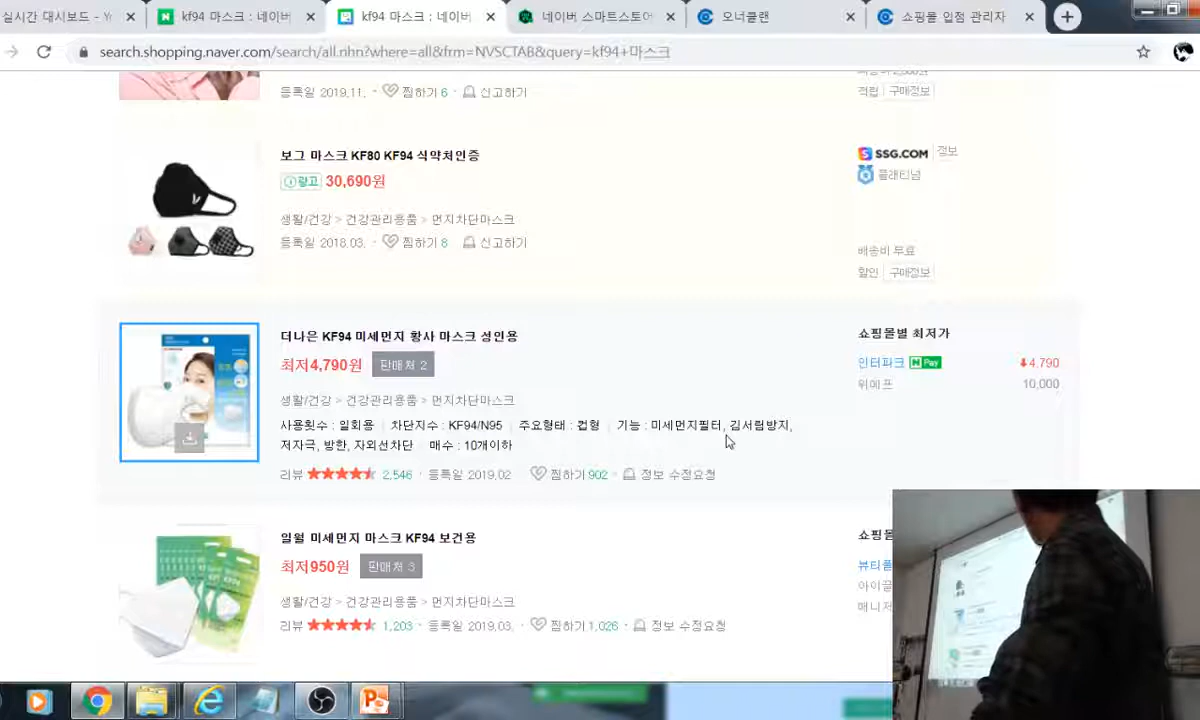 실시간 대시보드 - Y
kf94 마스크 : 네이버
kf94 마스크 : 네이버
네이버 스마트스토어
오너클랜
쇼핑몰 입점 관리자
search.shopping.naver.com/search/all.nhn?where=all&frm=NVSCTAB&query=kf94+마스크
등록일 2019.11. · 찜하기 6 · 신고하기
적립 구매정보
보그 마스크 KF80 KF94 식약처인증
광고 30,690원
생활/건강 > 건강관리용품 > 먼지차단마스크
등록일 2018.03. · 찜하기 8 신고하기
SSG.COM 정보
플래티넘
배송비 무료
할인 구매정보
더나은 KF94 미세먼지 황사 마스크 성인용
최저4,790원 판매처 2
생활/건강 > 건강관리용품 > 먼지차단마스크
사용횟수 : 일회용 차단지수 : KF94/N95 주요형태 : 컵형 기능 : 미세먼지필터, 김서림방지,
저자극, 방한, 자외선차단 매수 : 10개이하
리뷰 2,546 · 등록일 2019.02 찜하기 902 · 정보 수정요청
쇼핑몰별 최저가
인터파크 N Pay 4,790
위메프 10,000
일월 미세먼지 마스크 KF94 보건용
최저950원 판매처 3
생활/건강 > 건강관리용품 > 먼지차단마스크
리뷰 1,203 · 등록일 2019.03. · 찜하기 1,026 · 정보 수정요청
쇼핑몰
뷰티풀